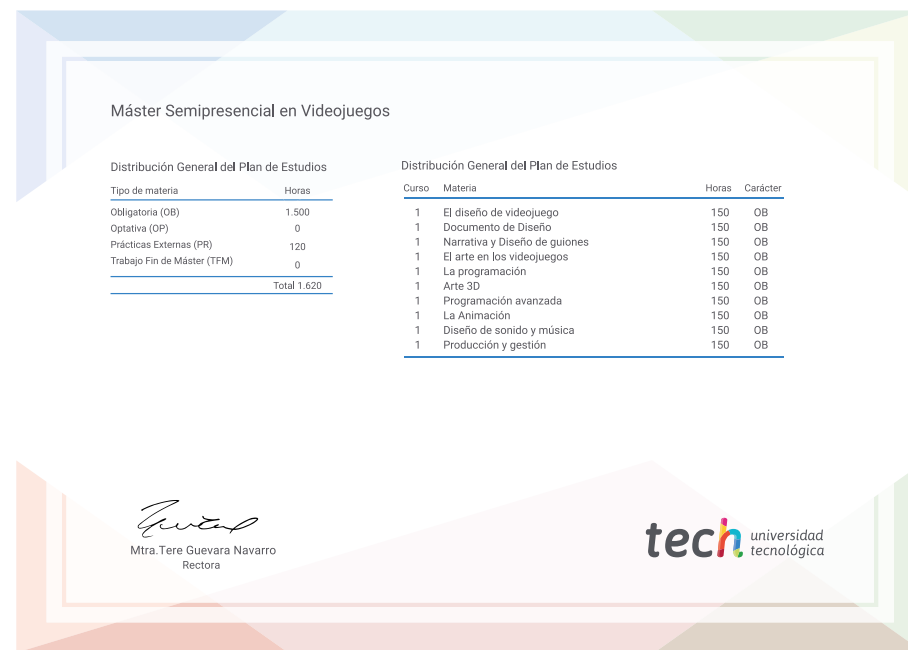 Máster Semipresencial en Videojuegos
Distribución General del Plan de Estudios
Tipo de materia Horas
Obligatoria (OB) 1.500
Optativa (OP) 0
Prácticas Externas (PR) 120
Trabajo Fin de Máster (TFM) 0
Total 1.620
Distribución General del Plan de Estudios
Curso Materia Horas Carácter
1 El diseño de videojuego 150 OB
1 Documento de Diseño 150 OB
1 Narrativa y Diseño de guiones 150 OB
1 El arte en los videojuegos 150 OB
1 La programación 150 OB
1 Arte 3D 150 OB
1 Programación avanzada 150 OB
1 La Animación 150 OB
1 Diseño de sonido y música 150 OB
1 Producción y gestión 150 OB
Mtra.Tere Guevara Navarro
Rectora
tech universidad
tecnológica